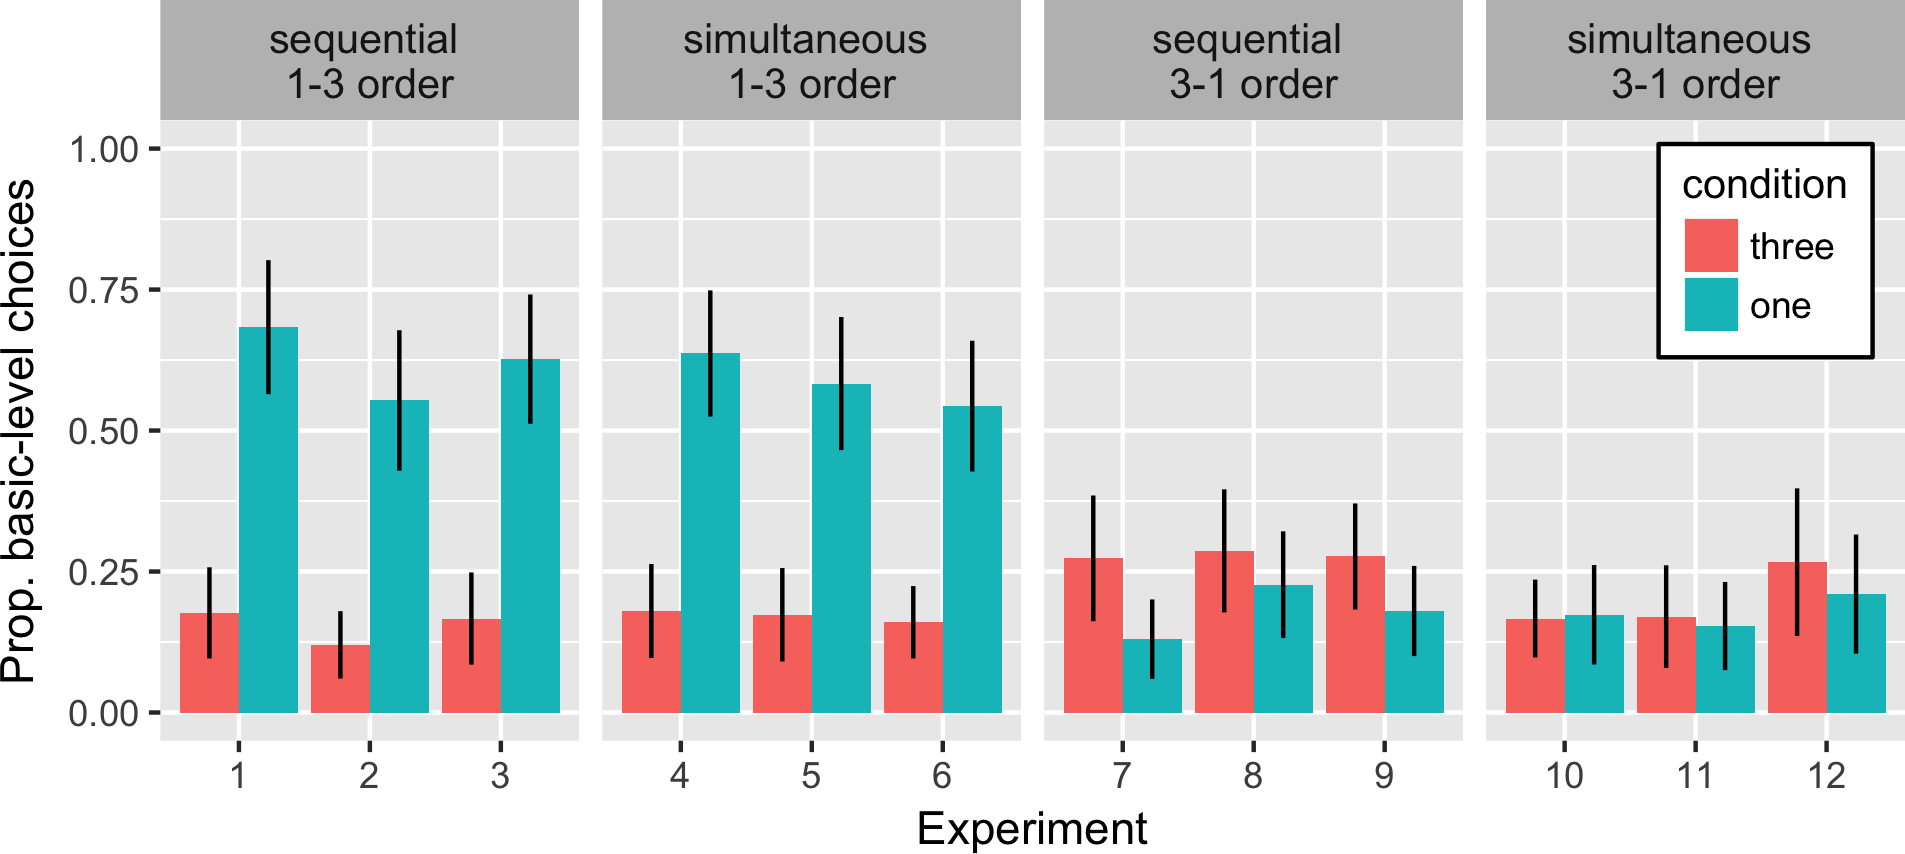 sequential
1-3 order
simultaneous
1-3 order
sequential
3-1 order
simultaneous
3-1 order
Prop. basic-level choices
1.00
0.75
0.50
0.25
0.00
condition
three
one
1
2
3
4
5
6
7
8
9
10
11
12
Experiment